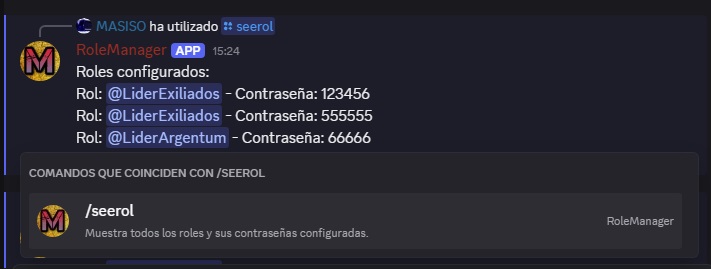 MASISO ha utilizado seerol
RoleManager APP 15:24
Roles configurados:
Rol: @LiderExiliados - Contraseña: 123456
Rol: @LiderExiliados - Contraseña: 555555
Rol: @LiderArgentum - Contraseña: 66666
COMANDOS QUE COINCIDEN CON /SEEROL
/seerol
RoleManager
Muestra todos los roles y sus contraseñas configuradas.